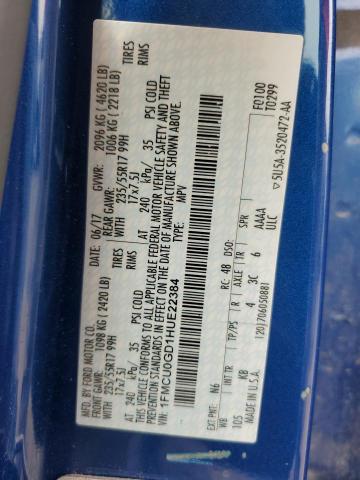 MFD. BY FORD MOTOR CO.
DATE: 06/17 GVWR: 2096 KG ( 4620 LB)
FRONT GAWR: 1098 KG ( 2420 LB) REAR GAWR: 1006 KG ( 2218 LB)
235/55R17 99H TIRES WITH 235/55R17 99H TIRES
17x7.5J RIMS 17x7.5J RIMS
AT 240 kPa/ 35 PSI COLD AT 240 kPa/ 35 PSI COLD
THIS VEHICLE CONFORMS TO ALL APPLICABLE FEDERAL MOTOR VEHICLE SAFETY AND THEFT
PREVENTION STANDARDS IN EFFECT ON THE DATE OF MANUFACTURE SHOWN ABOVE.
VIN: 1FMCU0GD1HUE22384 TYPE: MPV
F0100
T0299
EXT PNT: N6 RC: 48 DSO:
WB INT TR TP/PS R AXLE TR SPR
105 KB 4 3C 6 AAAA
MADE IN U.S.A. ULC
120)706050881
5U5A-3520472-AA